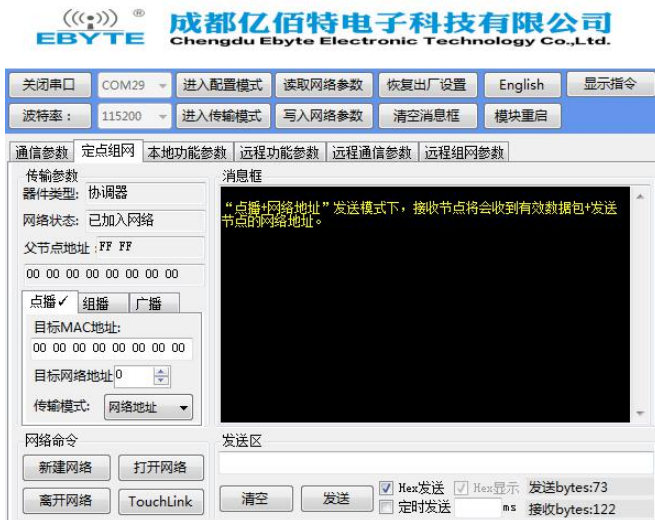 ((•)) ®
EBYTE
成都亿佰特电子科技有限公司
Chengdu Ebyte Electronic Technology Co.,Ltd.
关闭串口 COM29 进入配置模式 读取网络参数 恢复出厂设置 English 显示指令
波特率： 115200 进入传输模式 写入网络参数 清空消息框 模块重启
通信参数 定点组网 本地功能参数 远程功能参数 远程通信参数 远程组网参数
传输参数
器件类型: 协调器
网络状态: 已加入网络
父节点地址:FF FF
00 00 00 00 00 00 00 00
点播✓ 组播 广播
目标MAC地址:
00 00 00 00 00 00 00 00
目标网络地址 0
传输模式: 网络地址
消息框
“点播+网络地址”发送模式下，接收节点将会收到有效数据包+发送
节点的网络地址。
网络命令
新建网络 打开网络
离开网络 TouchLink
发送区
清空 发送
Hex发送 Hex显示 发送bytes:73
定时发送 ms 接收bytes:122